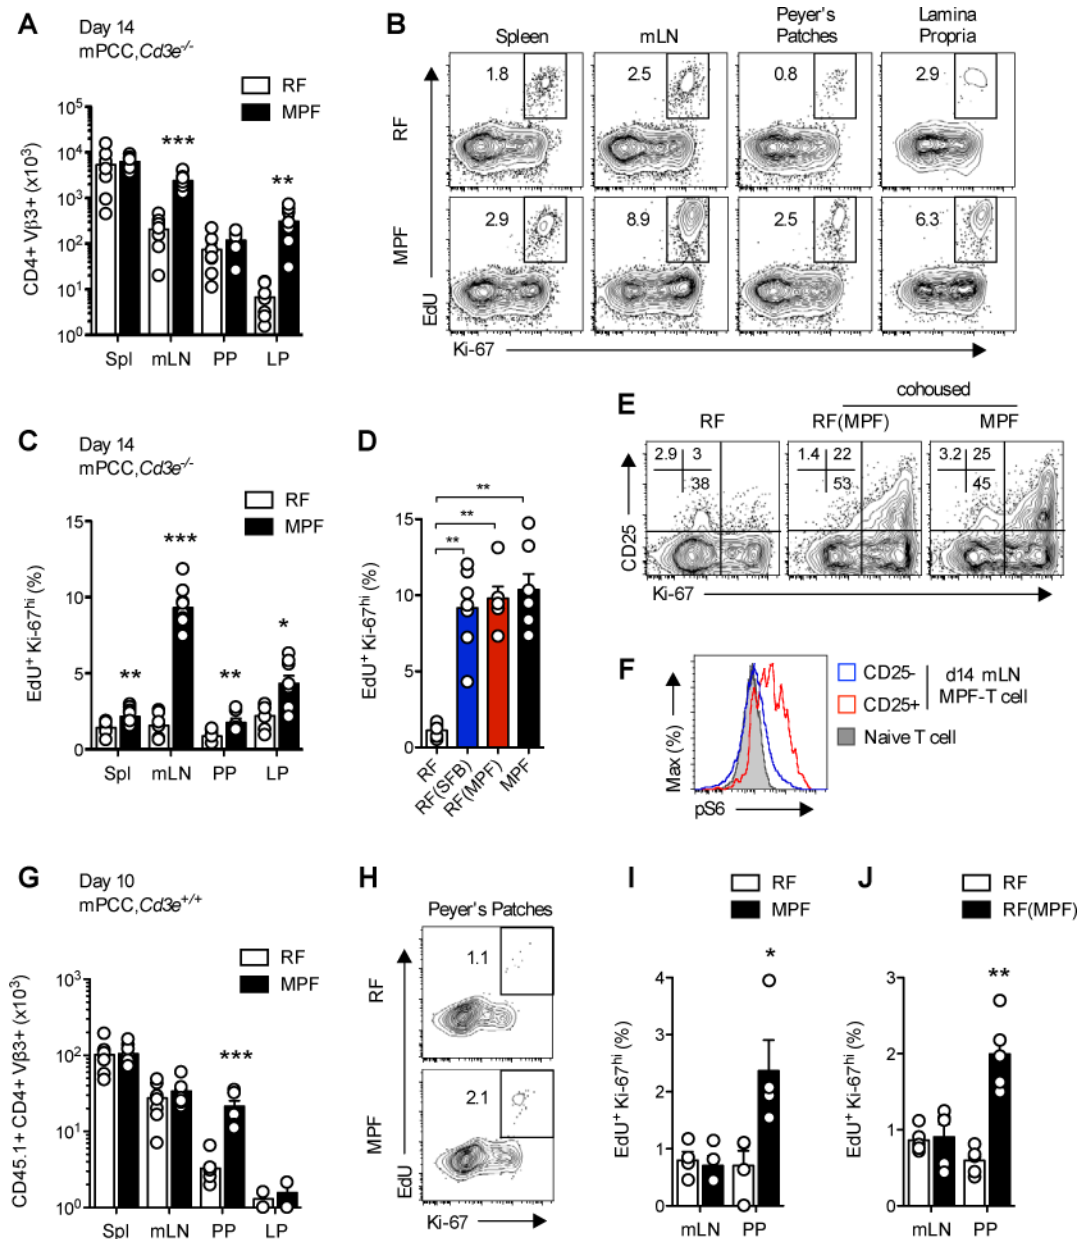 A
Day 14
mPCC,Cd3e-/-
RF
MPF
CD4+ Vβ3+ (x10³)
10⁵
10⁴
10³
10²
10¹
10⁰
***
**
Spl mLN PP LP
B
Spleen mLN Peyer's Patches Lamina Propria
RF
1.8 2.5 0.8 2.9
MPF
2.9 8.9 2.5 6.3
EdU
Ki-67
C
Day 14
mPCC,Cd3e-/-
RF
MPF
EdU+ Ki-67hi (%)
15
10
5
0
** *** ** *
Spl mLN PP LP
D
EdU+ Ki-67hi (%)
15
10
5
0
**
**
**
RF RF(SFB) RF(MPF) MPF
E
cohoused
RF RF(MPF) MPF
2.9 3 38
1.4 22 53
3.2 25 45
CD25
Ki-67
F
Max (%)
pS6
CD25-
CD25+
d14 mLN
MPF-T cell
Naive T cell
G
Day 10
mPCC,Cd3e+/+
RF
MPF
CD45.1+ CD4+ Vβ3+ (x10³)
10³
10²
10¹
10⁰
***
Spl mLN PP LP
H
Peyer's Patches
RF
1.1
MPF
2.1
EdU
Ki-67
I
RF
MPF
EdU+ Ki-67hi (%)
4
3
2
1
0
*
mLN PP
J
RF
RF(MPF)
EdU+ Ki-67hi (%)
3
2
1
0
**
mLN PP